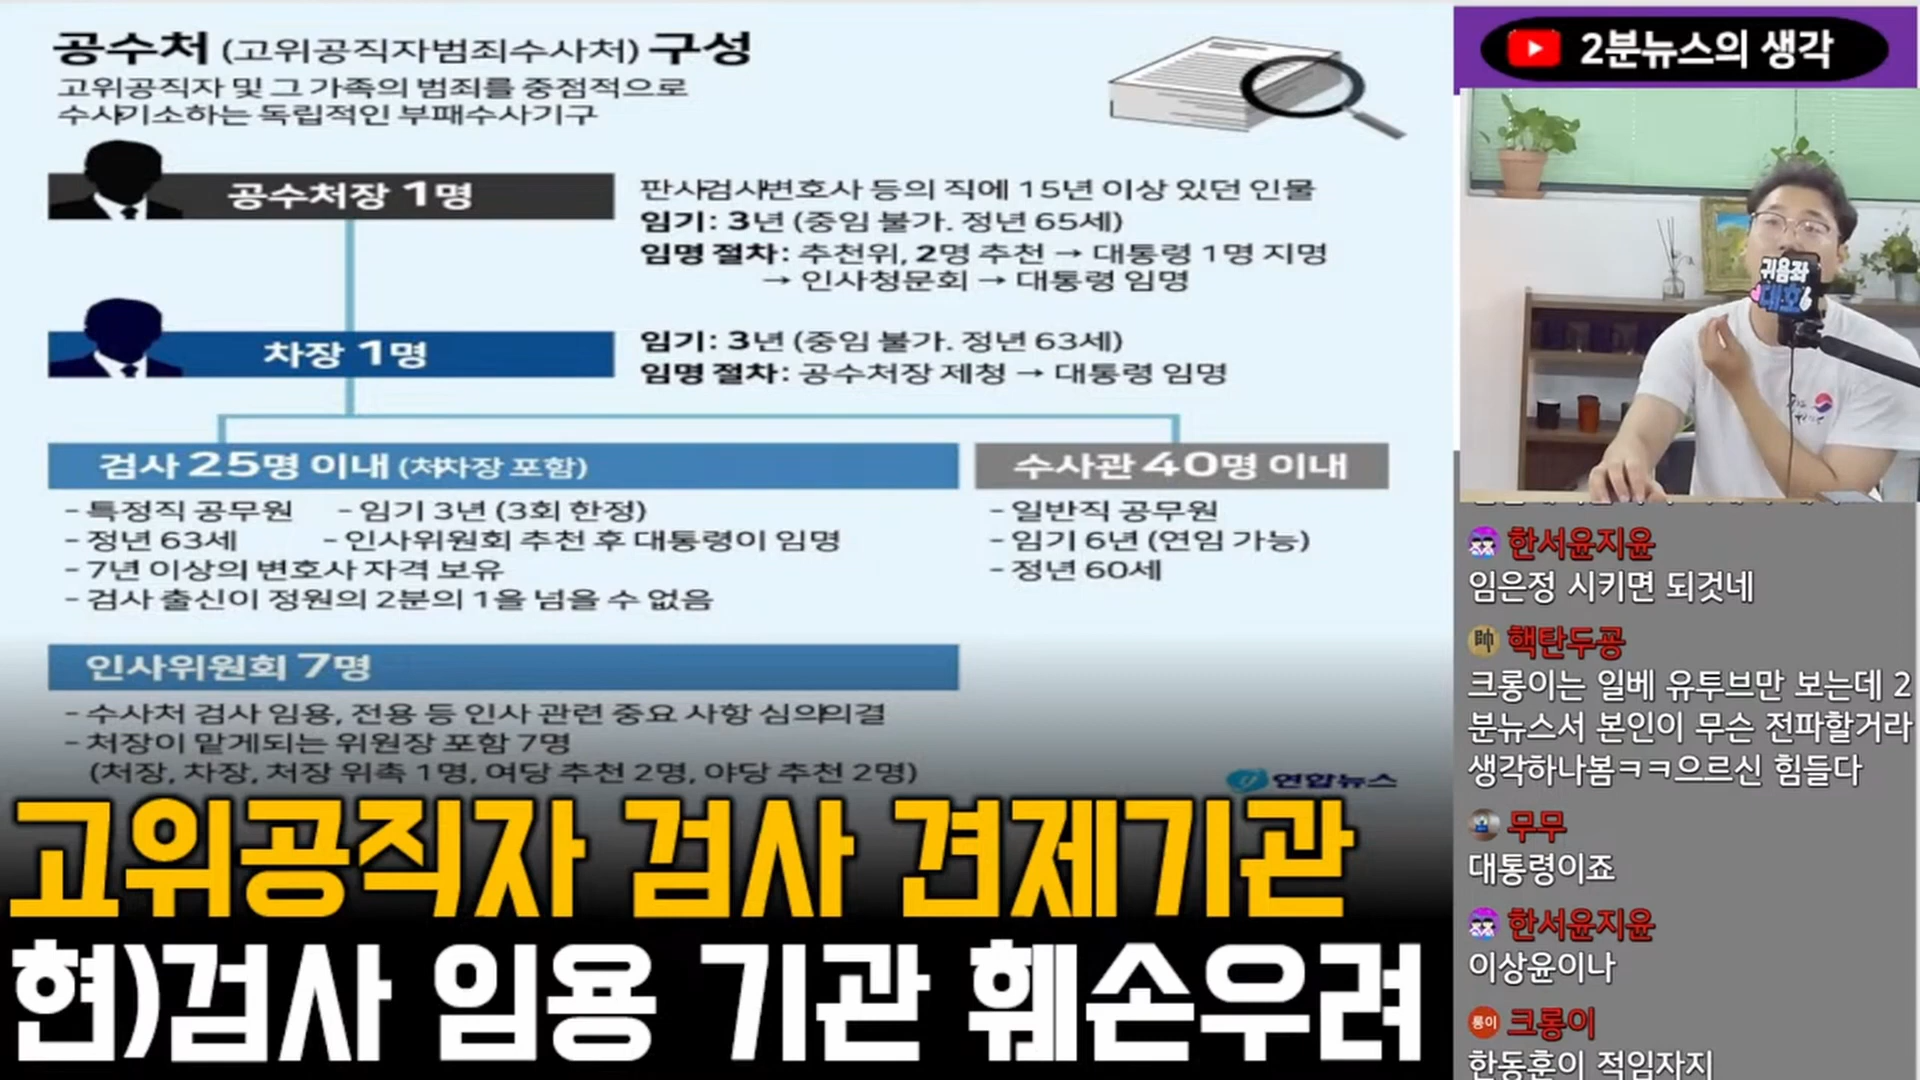 공수처 (고위공직자범죄수사처) 구성
고위공직자 및 그 가족의 범죄를 중점적으로
수사기소하는 독립적인 부패수사기구
공수처장 1명
판사검사변호사 등의 직에 15년 이상 있던 인물
임기: 3년 (중임 불가. 정년 65세)
임명 절차: 추천위, 2명 추천 → 대통령 1명 지명
→ 인사청문회 → 대통령 임명
차장 1명
임기: 3년 (중임 불가. 정년 63세)
임명 절차: 공수처장 제청 → 대통령 임명
검사 25명 이내 (처차장 포함)
- 특정직 공무원 - 임기 3년 (3회 한정)
- 정년 63세 - 인사위원회 추천 후 대통령이 임명
- 7년 이상의 변호사 자격 보유
- 검사 출신이 정원의 2분의 1을 넘을 수 없음
수사관 40명 이내
- 일반직 공무원
- 임기 6년 (연임 가능)
- 정년 60세
인사위원회 7명
- 수사처 검사 임용, 전용 등 인사 관련 중요 사항 심의의결
- 처장이 맡게되는 위원장 포함 7명
(처장, 차장, 처장 위촉 1명, 여당 추천 2명, 야당 추천 2명)
연합뉴스
고위공직자 검사 견제기관
현)검사 임용 기관 훼손우려
2분뉴스의 생각
귀욤좌
대호
한서윤지윤
임은정 시키면 되것네
帥 핵탄두공
크롱이는 일베 유투브만 보는데 2
분뉴스서 본인이 무슨 전파할거라
생각하나봄ㅋㅋ으르신 힘들다
무무
대통령이죠
한서윤지윤
이상윤이나
롱이 크롱이
한동훈이 적임자지